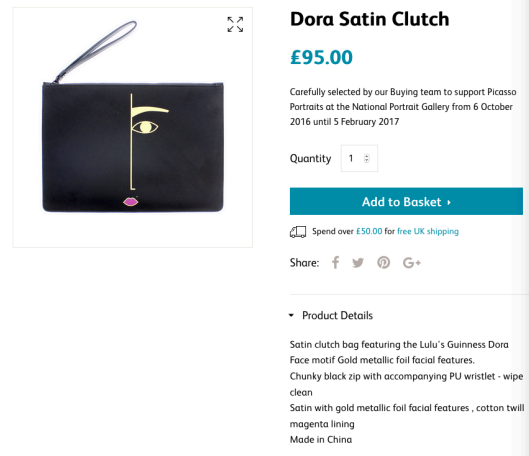 Dora Satin Clutch
£95.00
Carefully selected by our Buying team to support Picasso
Portraits at the National Portrait Gallery from 6 October
2016 until 5 February 2017
Quantity 1
Add to Basket
Spend over £50.00 for free UK shipping
Share: G+
Product Details
Satin clutch bag featuring the Lulu's Guinness Dora
Face motif Gold metallic foil facial features.
Chunky black zip with accompanying PU wristlet - wipe
clean
Satin with gold metallic foil facial features , cotton twill
magenta lining
Made in China